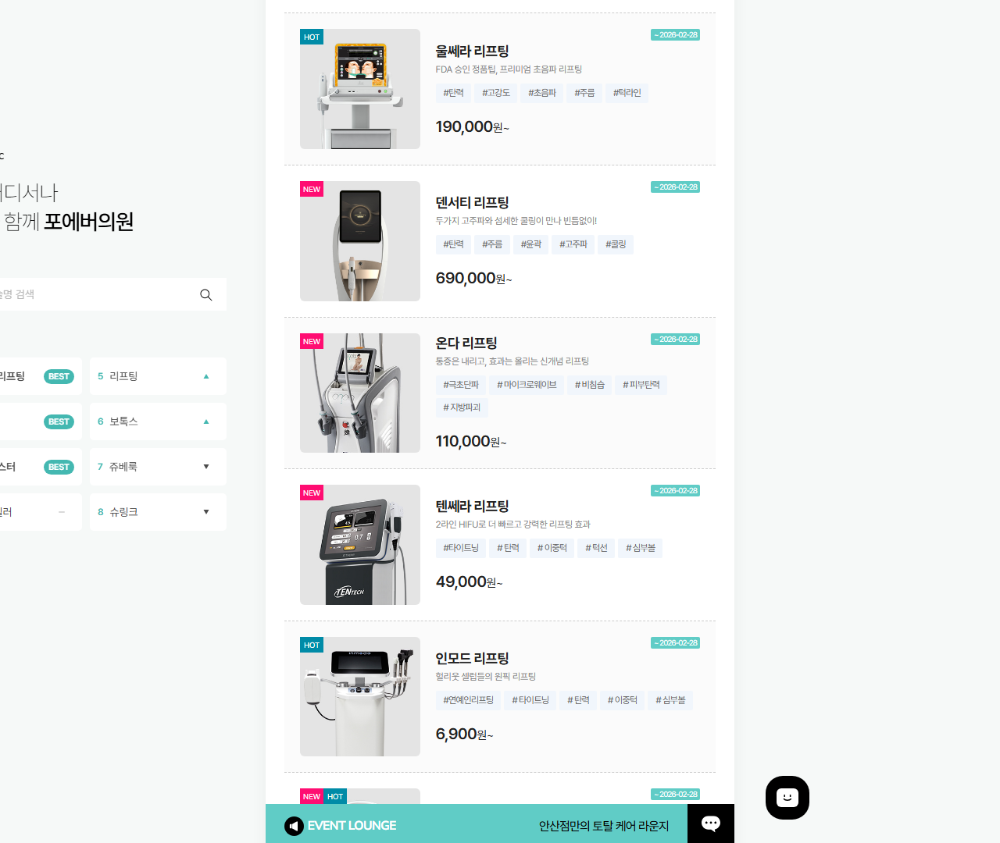 C
디서나
함께 포에버의원
명 검색
리프팅 BEST
5 리프팅
BEST
6 보톡스
스터 BEST
7 쥬베룩
필러
8 슈링크
HOT
~ 2026-02-28
울쎄라 리프팅
FDA 승인 정품팁, 프리미엄 초음파 리프팅
#탄력 #고강도 #초음파 #주름 #턱라인
190,000원~
NEW
~ 2026-02-28
덴서티 리프팅
두가지 고주파와 섬세한 쿨링이 만나 빈틈없이!
#탄력 #주름 #윤곽 #고주파 #쿨링
690,000원~
NEW
~ 2026-02-28
온다 리프팅
통증은 내리고, 효과는 올리는 신개념 리프팅
#극초단파 # 마이크로웨이브 # 비침습 # 피부탄력
# 지방파괴
110,000원~
NEW
~ 2026-02-28
텐쎄라 리프팅
2라인 HIFU로 더 빠르고 강력한 리프팅 효과
#타이트닝 # 탄력 # 이중턱 # 턱선 # 심부볼
49,000원~
TENTECH
HOT
~ 2026-02-28
인모드 리프팅
헐리웃 셀럽들의 원픽 리프팅
#연예인리프팅 # 타이트닝 # 탄력 # 이중턱 # 심부볼
6,900원~
inmode
NEW HOT
~ 2026-02-28
EVENT LOUNGE
안산점만의 토탈 케어 라운지